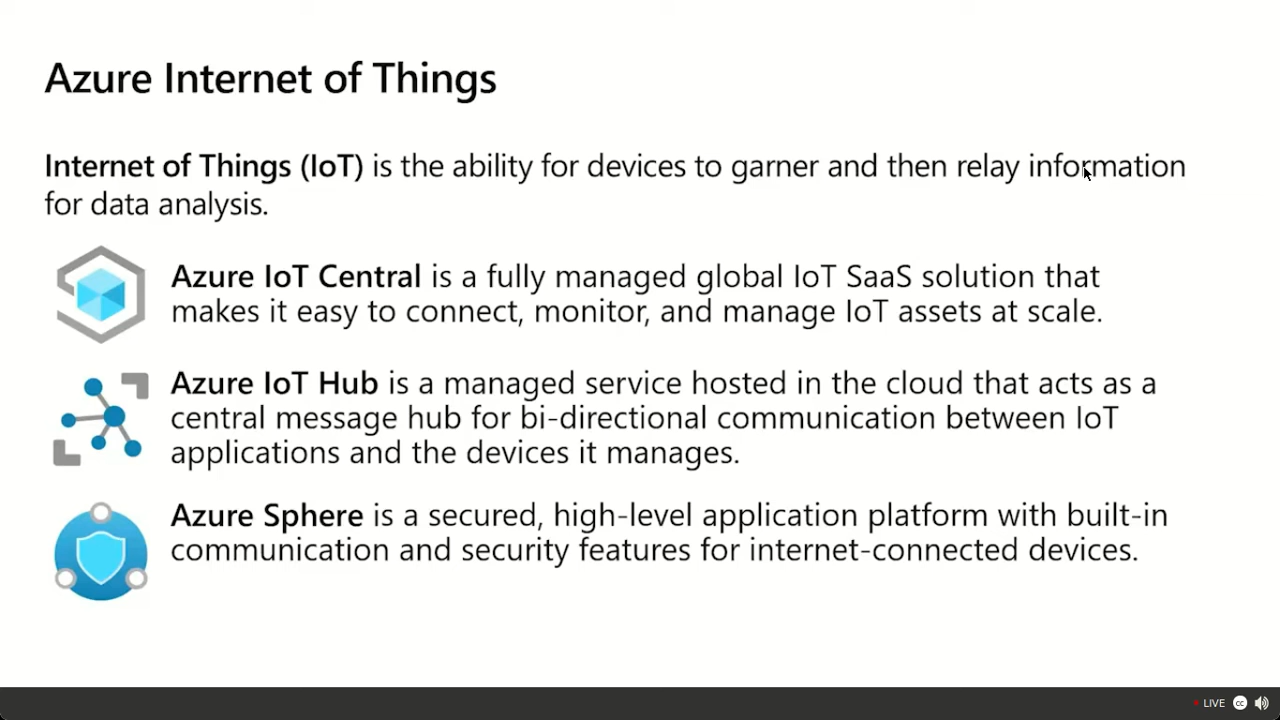 Azure Internet of Things
Internet of Things (IoT) is the ability for devices to garner and then relay information
for data analysis.
Azure IoT Central is a fully managed global IoT SaaS solution that
makes it easy to connect, monitor, and manage IoT assets at scale.
Azure IoT Hub is a managed service hosted in the cloud that acts as a
central message hub for bi-directional communication between IoT
applications and the devices it manages.
Azure Sphere is a secured, high-level application platform with built-in
communication and security features for internet-connected devices.
LIVE CC